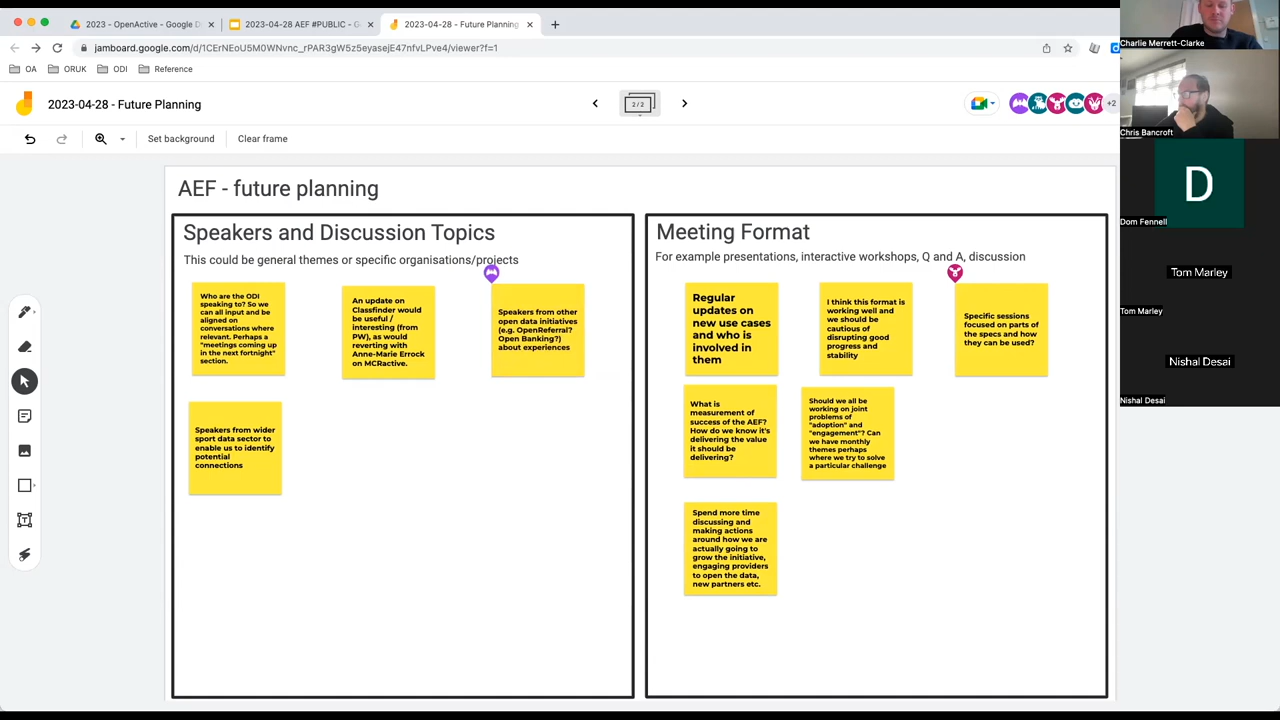 2023 - OpenActive - Google D
2023-04-28 AEF #PUBLIC - G
2023-04-28 - Future Planning
jamboard.google.com/d/1CErNEoU5M0WNvnc_rPAR3gW5z5eyasejE47nfvLPve4/viewer?f=1
OA
ORUK
ODI
Reference
2023-04-28 - Future Planning
2 / 2
+2
Set background
Clear frame
AEF - future planning
Speakers and Discussion Topics
This could be general themes or specific organisations/projects
Who are the ODI
speaking to? So we
can all input and be
aligned on
conversations where
relevant. Perhaps a
"meetings coming up
in the next fortnight"
section.
An update on
Classfinder would
be useful /
interesting (from
PW), as would
reverting with
Anne-Marie Errock
on MCRactive.
Speakers from other
open data initiatives
(e.g. OpenReferral?
Open Banking?)
about experiences
Speakers from wider
sport data sector to
enable us to identify
potential
connections
Meeting Format
For example presentations, interactive workshops, Q and A, discussion
Regular
updates on
new use cases
and who is
involved in
them
I think this format is
working well and
we should be
cautious of
disrupting good
progress and
stability
Specific sessions
focused on parts of
the specs and how
they can be used?
What is
measurement of
success of the AEF?
How do we know it's
delivering the value
it should be
delivering?
Should we all be
working on joint
problems of
"adoption" and
"engagement"? Can
we have monthly
themes perhaps
where we try to solve
a particular challenge
Spend more time
discussing and
making actions
around how we are
actually going to
grow the initiative,
engaging providers
to open the data,
new partners etc.
Charlie Merrett-Clarke
Chris Bancroft
D
Dom Fennell
Tom Marley
Tom Marley
Nishal Desai
Nishal Desai